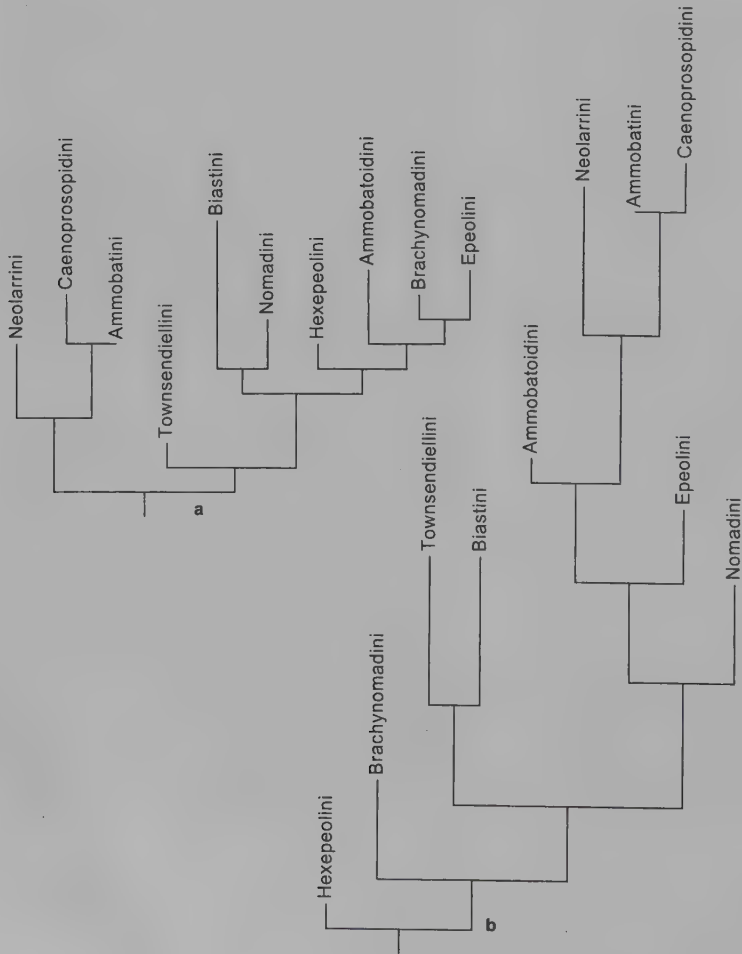 Neolarrini
Caenoprosopidini
Ammobatini
Townsendiellini
Biastini
Nomadini
Hexepeolini
Ammobatoidini
Brachynomadini
Epeolini
a
Hexepeolini
Brachynomadini
Townsendiellini
Biastini
Ammobatoidini
Neolarrini
Ammobatini
Caenoprosopidini
Epeolini
Nomadini
b